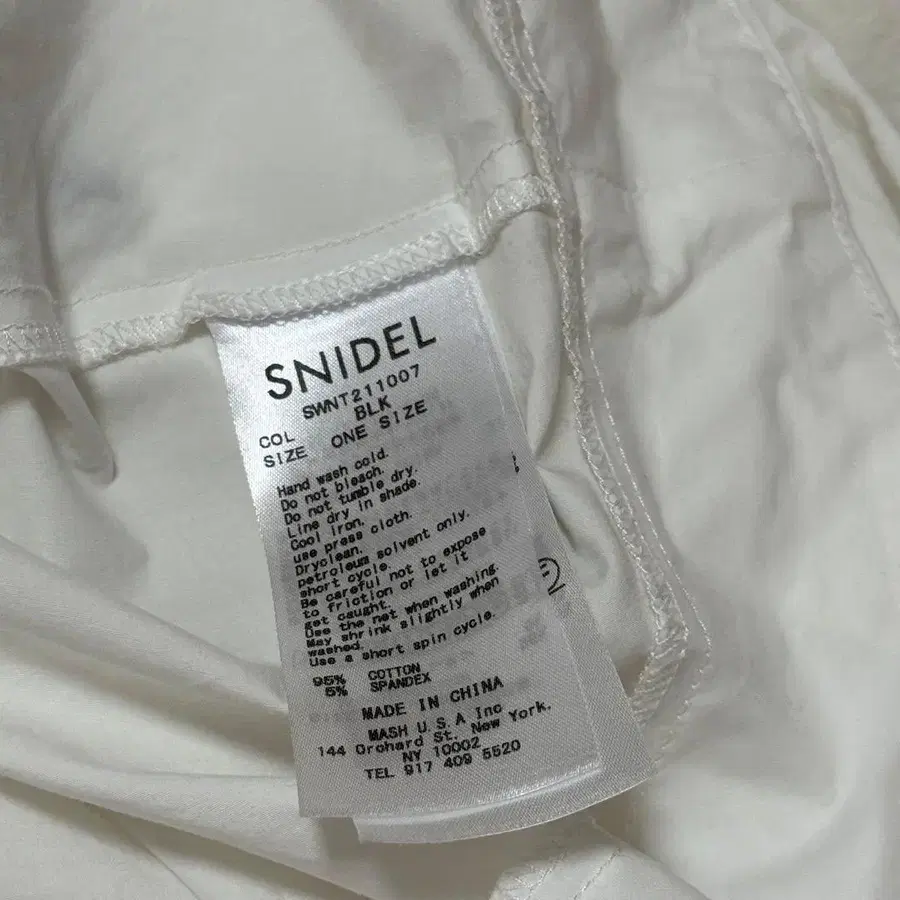 SNIDEL
SWNT211007
COL BLK
SIZE ONE SIZE
Hand wash cold.
Do not bleach.
Do not tumble dry.
Line dry in shade.
Cool iron.
use press cloth.
Dryclean.
petroleum solvent only.
short cycle.
Be careful not to expose
to friction or let it
get caught.
Use the net when washing.
May shrink slightly when
washed.
Use a short spin cycle.
95% COTTON
5% SPANDEX
MADE IN CHINA
MASH U.S.A Inc
144 Orchard St. New York.
NY 10002
TEL 917 409 5520